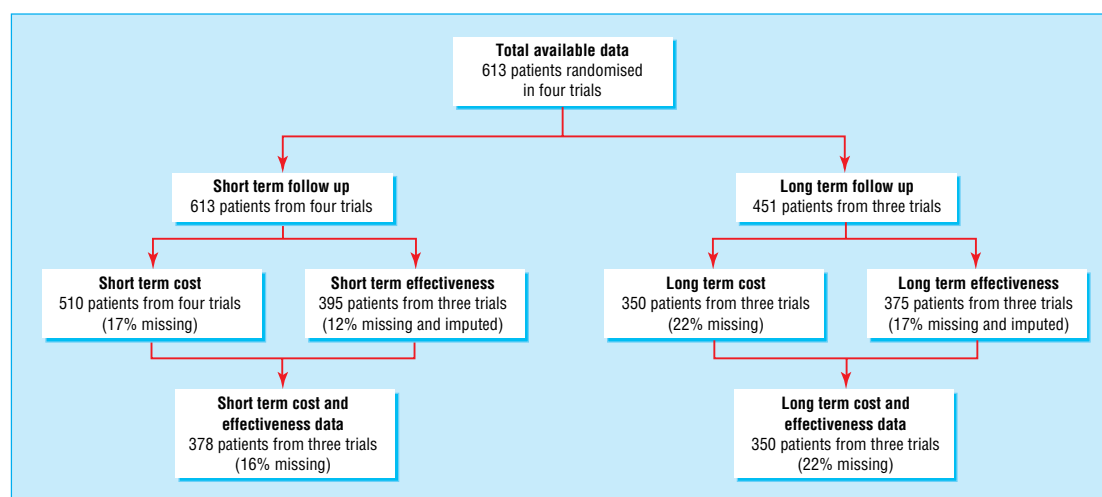 Total available data
613 patients randomised
in four trials
Short term follow up
613 patients from four trials
Long term follow up
451 patients from three trials
Short term cost
510 patients from four trials
(17% missing)
Short term effectiveness
395 patients from three trials
(12% missing and imputed)
Long term cost
350 patients from three trials
(22% missing)
Long term effectiveness
375 patients from three trials
(17% missing and imputed)
Short term cost and
effectiveness data
378 patients from three trials
(16% missing)
Long term cost and
effectiveness data
350 patients from three trials
(22% missing)